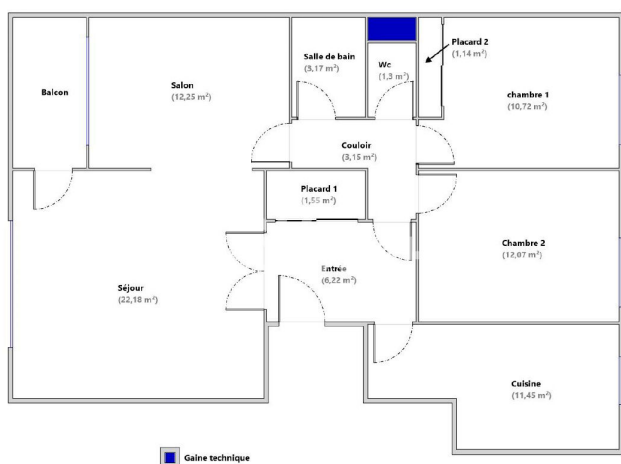 Balcon
Salon
(12,25 m²)
Salle de bain
(3,17 m²)
Wc
(1,3 m²)
Placard 2
(1,14 m²)
chambre 1
(10,72 m²)
Couloir
(3,15 m²)
Placard 1
(1,55 m²)
Entrée
(6,22 m²)
Chambre 2
(12,07 m²)
Séjour
(22,18 m²)
Cuisine
(11,45 m²)
Gaine technique